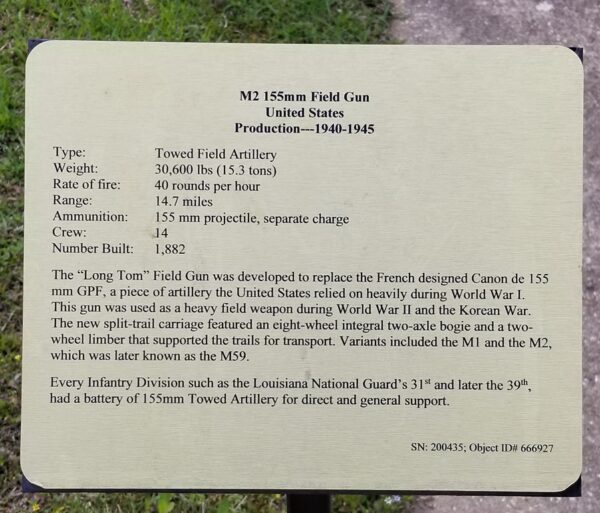 M2 155mm Field Gun
United States
Production---1940-1945
Type: Towed Field Artillery
Weight: 30,600 lbs (15.3 tons)
Rate of fire: 40 rounds per hour
Range: 14.7 miles
Ammunition: 155 mm projectile, separate charge
Crew: 14
Number Built: 1,882
The “Long Tom” Field Gun was developed to replace the French designed Canon de 155
mm GPF, a piece of artillery the United States relied on heavily during World War I.
This gun was used as a heavy field weapon during World War II and the Korean War.
The new split-trail carriage featured an eight-wheel integral two-axle bogie and a two-
wheel limber that supported the trails for transport. Variants included the M1 and the M2,
which was later known as the M59.
Every Infantry Division such as the Louisiana National Guard’s 31st and later the 39th,
had a battery of 155mm Towed Artillery for direct and general support.
SN: 200435; Object ID# 666927